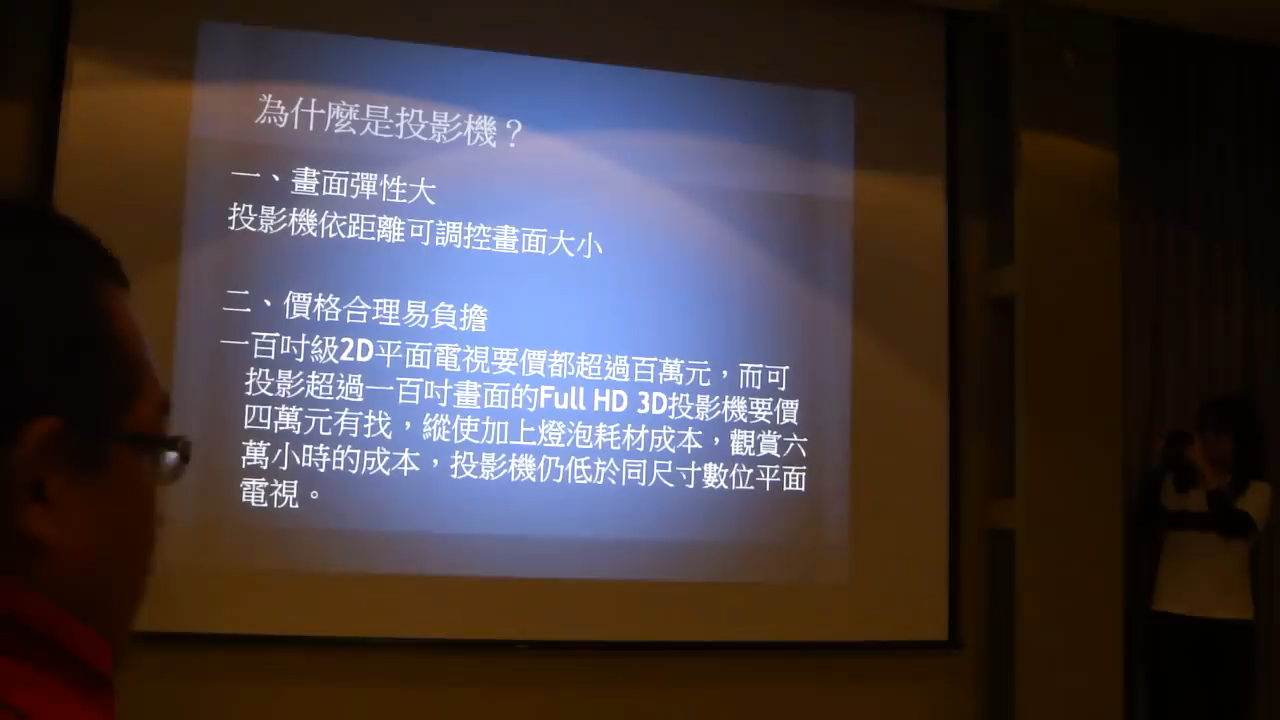 為什麼是投影機？
一、畫面彈性大
投影機依距離可調控畫面大小
二、價格合理易負擔
一百吋級2D平面電視要價都超過百萬元，而可
投影超過一百吋畫面的Full HD 3D投影機要價
四萬元有找，縱使加上燈泡耗材成本，觀賞六
萬小時的成本，投影機仍低於同尺寸數位平面
電視。